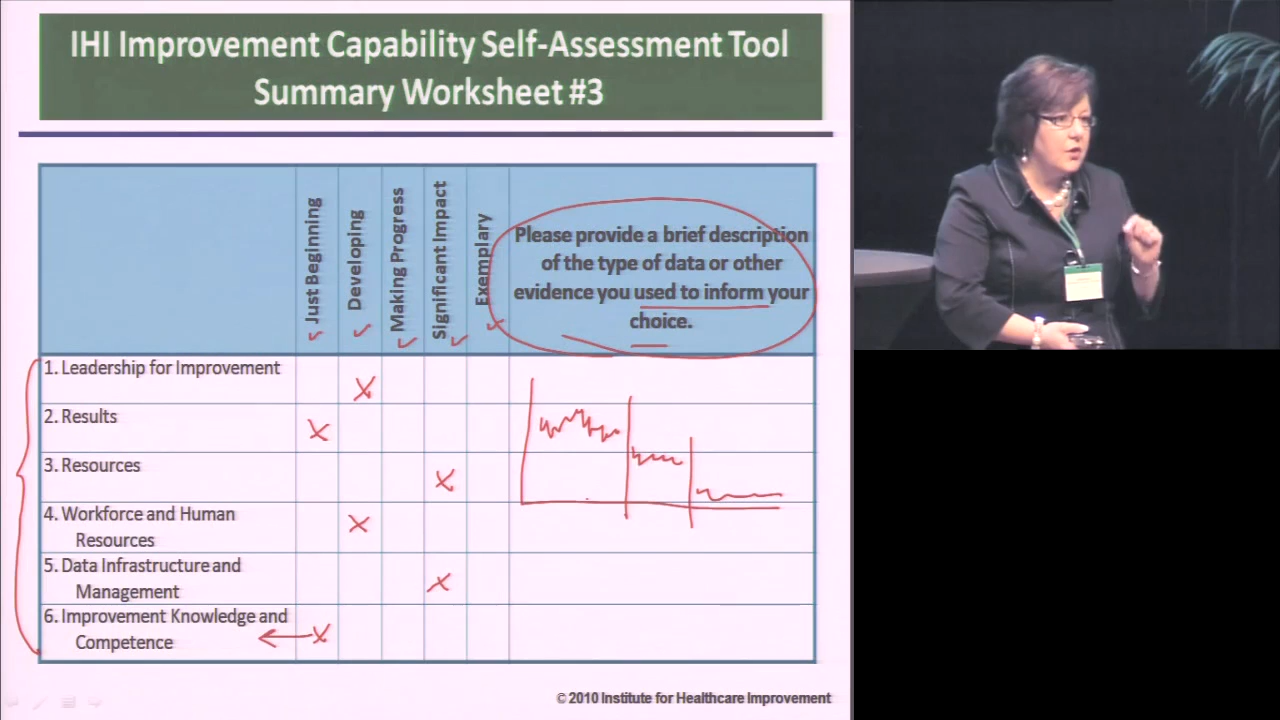 IHI Improvement Capability Self-Assessment Tool
Summary Worksheet #3
Just Beginning
Developing
Making Progress
Significant Impact
Exemplary
Please provide a brief description
of the type of data or other
evidence you used to inform your
choice.
1. Leadership for Improvement
2. Results
3. Resources
4. Workforce and Human
Resources
5. Data Infrastructure and
Management
6. Improvement Knowledge and
Competence
© 2010 Institute for Healthcare Improvement